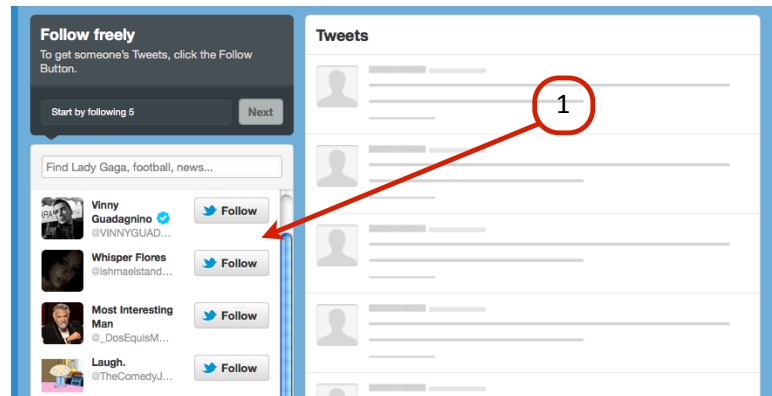 Follow freely
To get someone's Tweets, click the Follow
Button.
Start by following 5
Next
Find Lady Gaga, football, news...
Vinny
Guadagnino
@VINNYGUAD...
Follow
Whisper Flores
@ishmaelstand...
Follow
Most Interesting
Man
@_DosEquisM...
Follow
Laugh.
@TheComedyJ...
Follow
Tweets
1